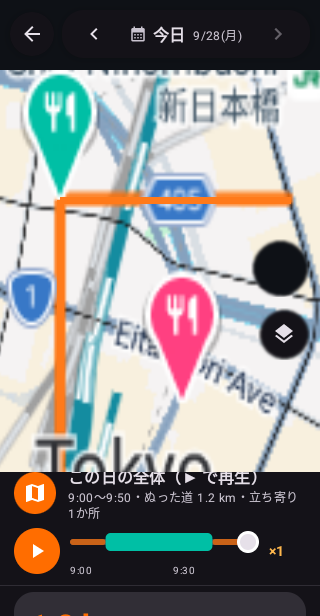 今日 9/28(月)
新日本橋
405
1
Eitai-Dori Ave
Tokyo
この日の全体（▶ で再生）
9:00〜9:50・ぬった道 1.2 km・立ち寄り
1か所
×1
9:00
9:30